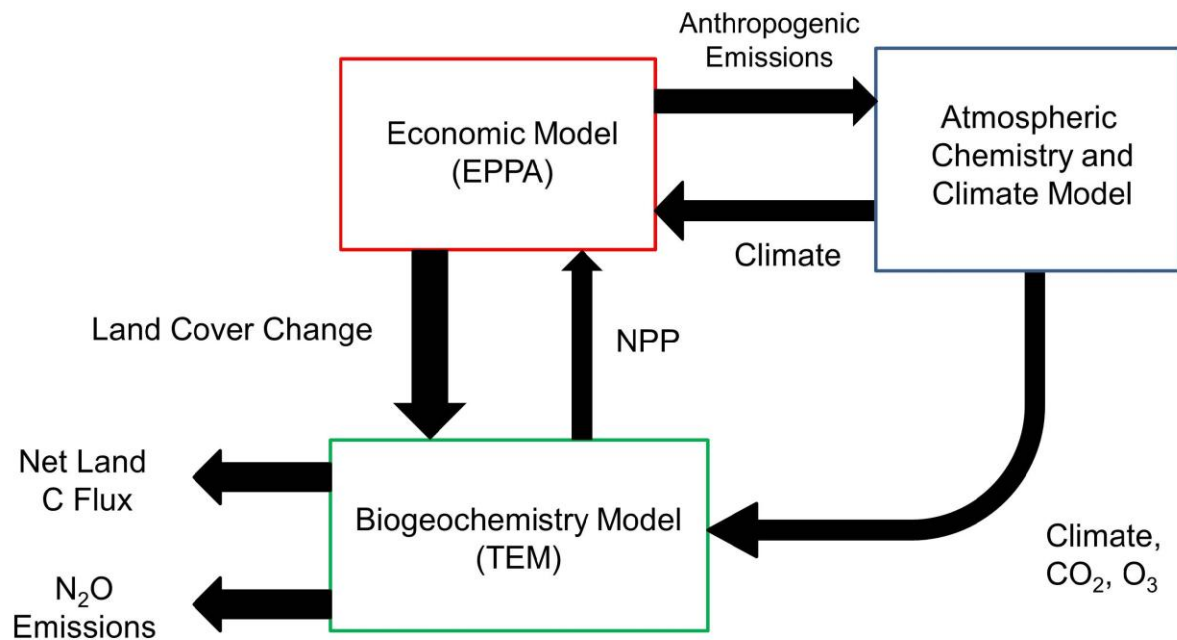 Anthropogenic
Emissions
Economic Model
(EPPA)
Atmospheric
Chemistry and
Climate Model
Climate
Land Cover Change
NPP
Net Land
C Flux
Biogeochemistry Model
(TEM)
Climate,
CO₂, O₃
N₂O
Emissions